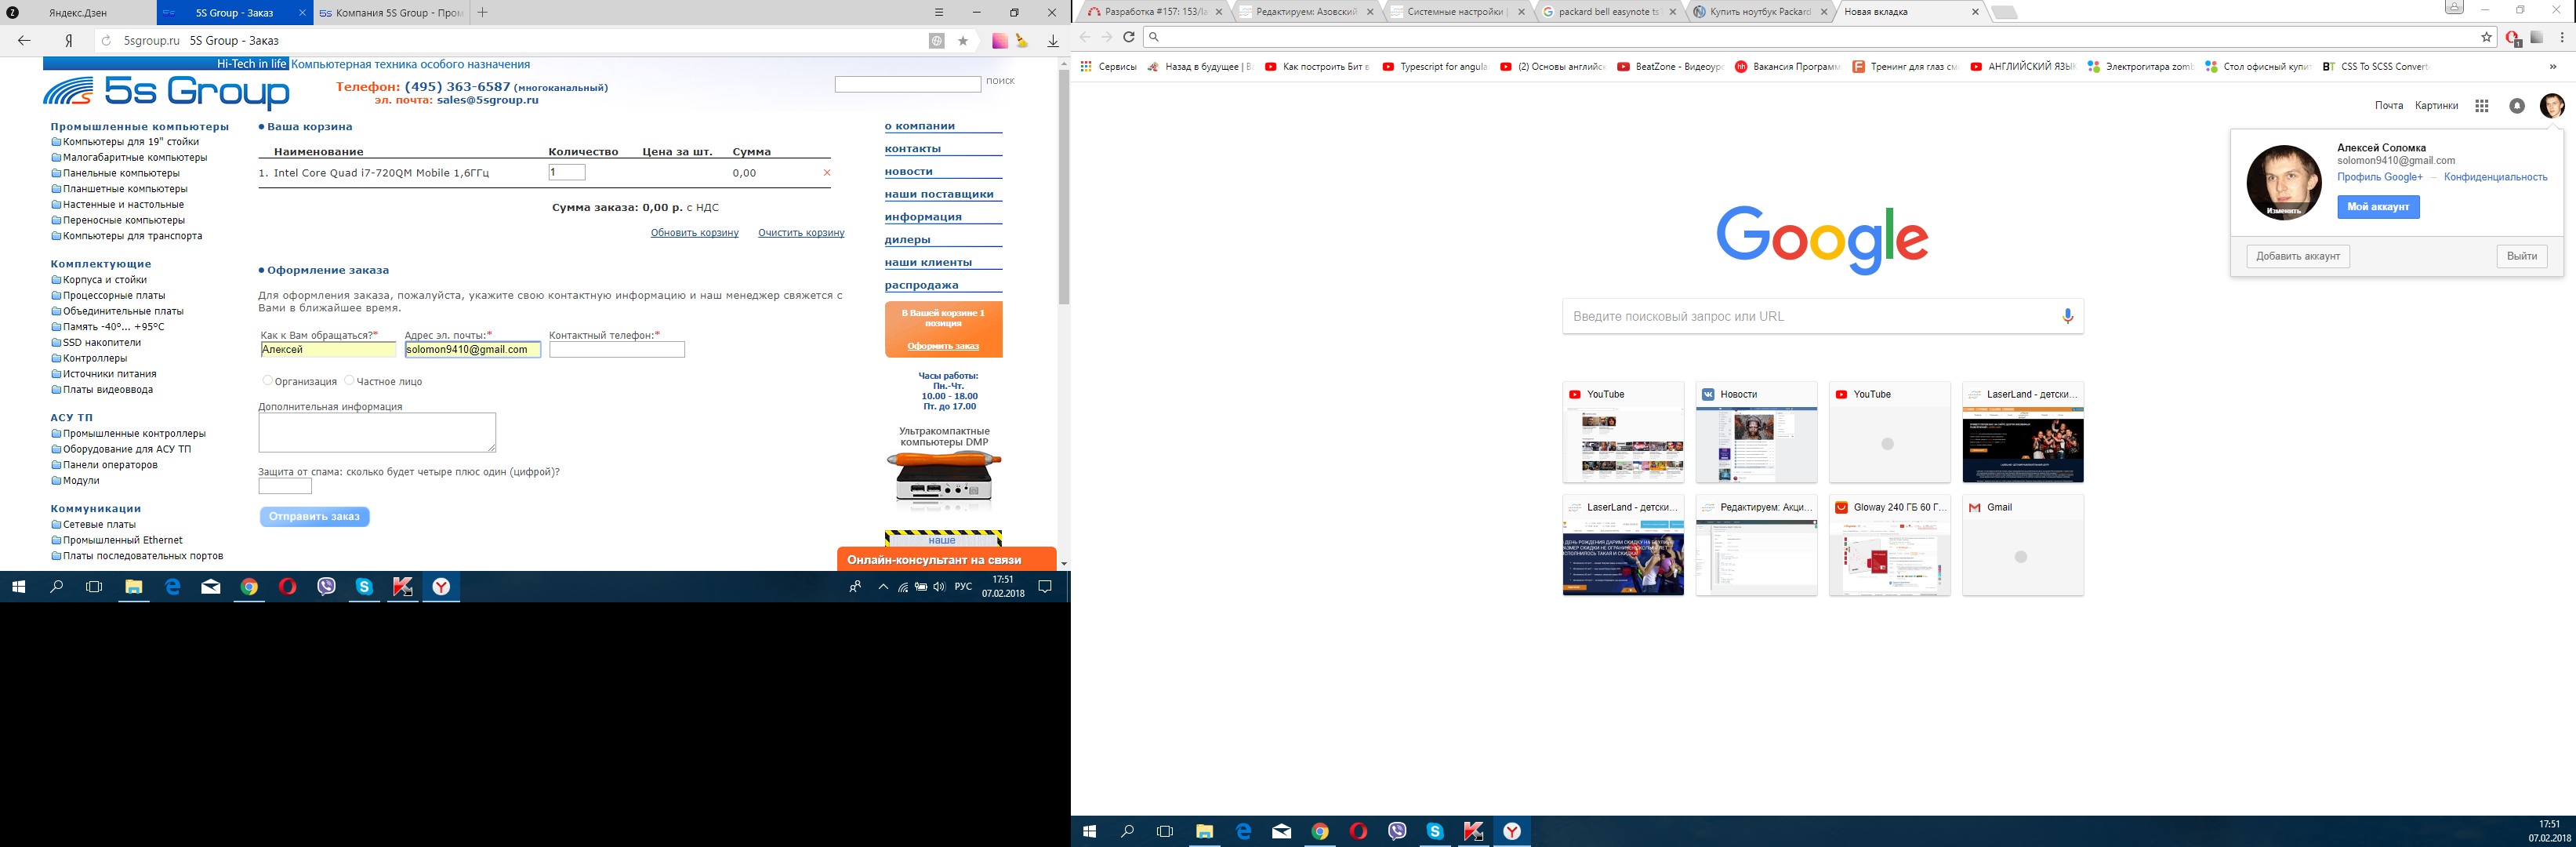 Яндекс.Дзен
5S Group - Заказ
5s Компания 5S Group - Пром
Я
5sgroup.ru 5S Group - Заказ
Hi-Tech in life Компьютерная техника особого назначения
5s Group
Телефон: (495) 363-6587 (многоканальный)
эл. почта: sales@5sgroup.ru
поиск
Промышленные компьютеры
Компьютеры для 19" стойки
Малогабаритные компьютеры
Панельные компьютеры
Планшетные компьютеры
Настенные и настольные
Переносные компьютеры
Компьютеры для транспорта
Комплектующие
Корпуса и стойки
Процессорные платы
Объединительные платы
Память -40º... +95ºC
SSD накопители
Контроллеры
Источники питания
Платы видеоввода
АСУ ТП
Промышленные контроллеры
Оборудование для АСУ ТП
Панели операторов
Модули
Коммуникации
Сетевые платы
Промышленный Ethernet
Платы последовательных портов
Ваша корзина
Наименование Количество Цена за шт. Сумма
1. Intel Core Quad i7-720QM Mobile 1,6ГГц 1 0,00
Сумма заказа: 0,00 р. с НДС
Обновить корзину Очистить корзину
Оформление заказа
Для оформления заказа, пожалуйста, укажите свою контактную информацию и наш менеджер свяжется с
Вами в ближайшее время.
Как к Вам обращаться?* Адрес эл. почты:* Контактный телефон:*
Алексей solomon9410@gmail.com
Организация Частное лицо
Дополнительная информация
Защита от спама: сколько будет четыре плюс один (цифрой)?
Отправить заказ
о компании
контакты
новости
наши поставщики
информация
дилеры
наши клиенты
распродажа
В Вашей корзине 1
позиция
Оформить заказ
Часы работы:
Пн.-Чт.
10.00 - 18.00
Пт. до 17.00
Ультракомпактные
компьютеры DMP
наше
Онлайн-консультант на связи
РУС
17:51
07.02.2018
Разработка #157: 153/la
Редактируем: Азовский
Системные настройки |
packard bell easynote ts
Купить ноутбук Packard
Новая вкладка
Сервисы
Назад в будущее | Ве
Как построить Бит в
Typescript for angula
(2) Основы английск
BeatZone - Видеоурс
Вакансия Программ
Тренинг для глаз см
АНГЛИЙСКИЙ ЯЗЫК
Электрогитара zomb
Стол офисный купит
CSS To SCSS Convert
»
Почта Картинки
Алексей Соломка
solomon9410@gmail.com
Профиль Google+ – Конфиденциальность
Мой аккаунт
Изменить
Добавить аккаунт Выйти
Google
Введите поисковый запрос или URL
YouTube
Новости
YouTube
LaserLand - детски...
LaserLand - детски...
Редактируем: Акци...
Gloway 240 ГБ 60 Г...
Gmail
17:51
07.02.2018